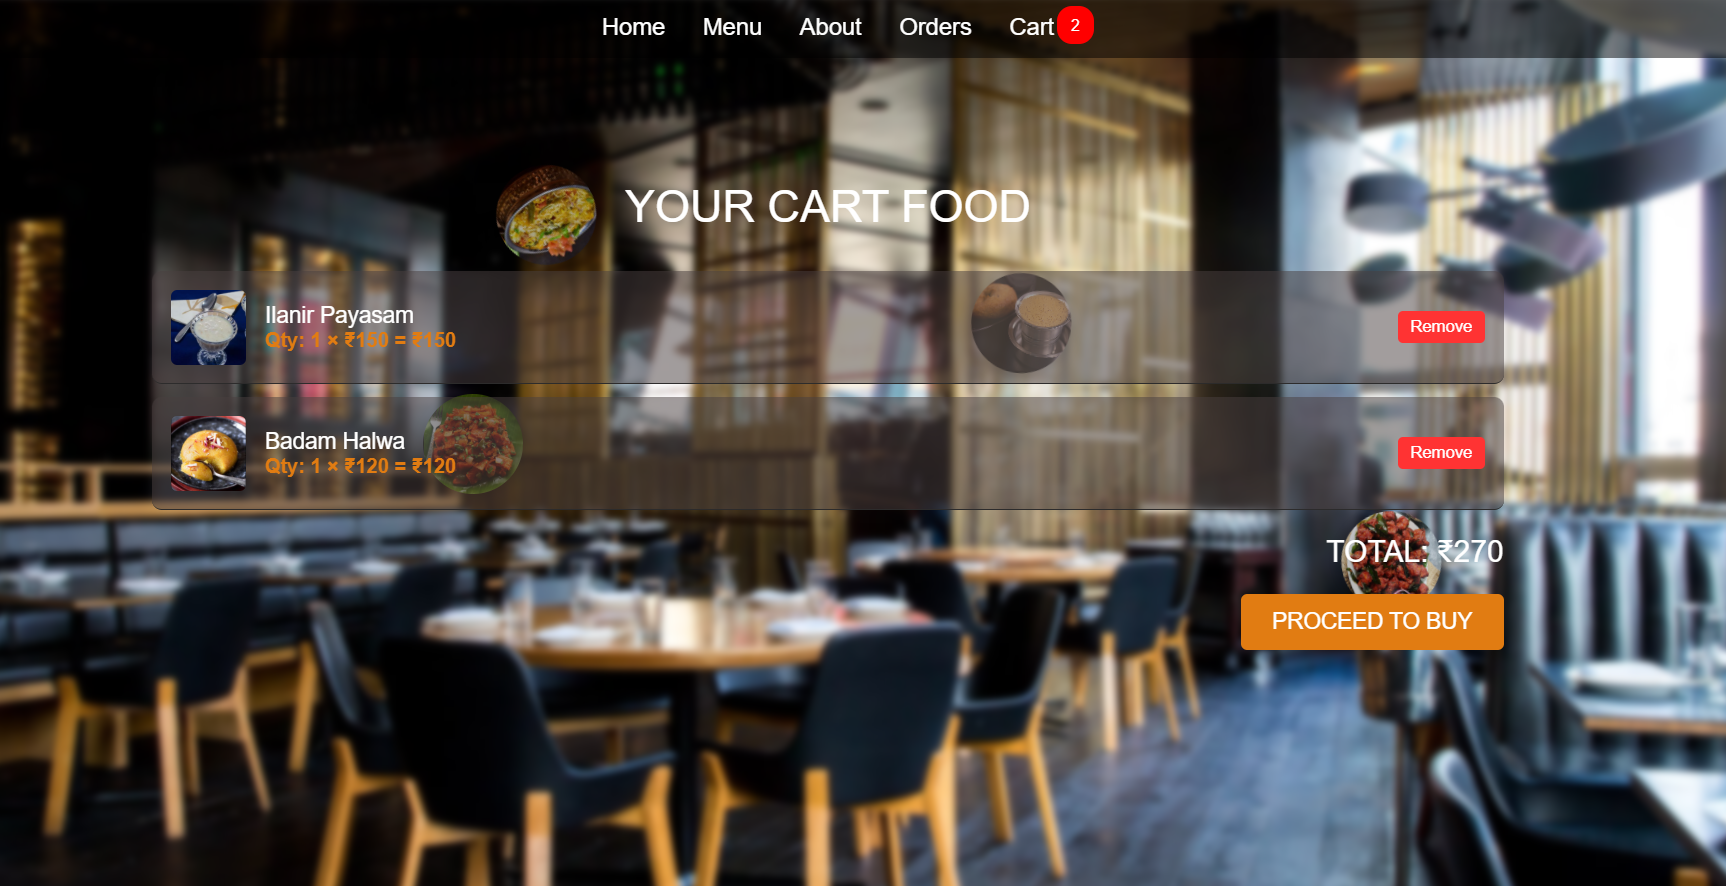 Home Menu About Orders Cart 2
YOUR CART FOOD
Ilanir Payasam
Qty: 1 × ₹150 = ₹150
Remove
Badam Halwa
Qty: 1 × ₹120 = ₹120
Remove
TOTAL: ₹270
PROCEED TO BUY